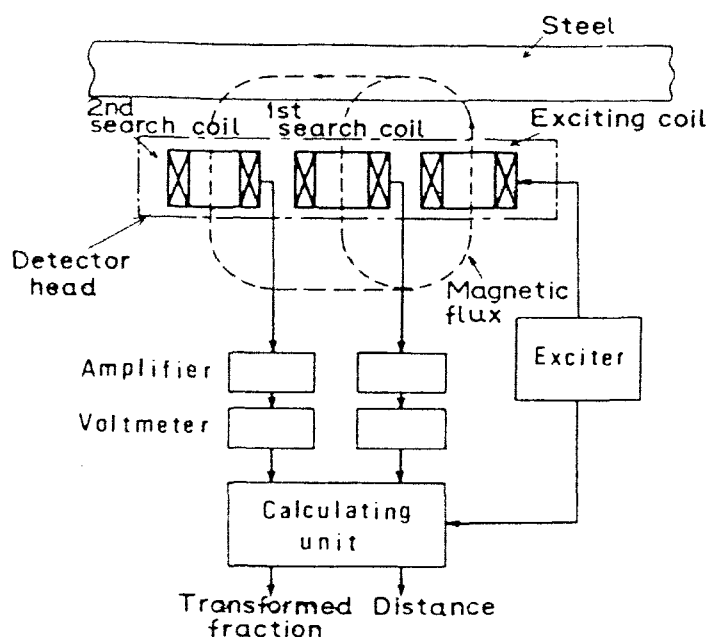 Steel
2nd
search coil
1st
search coil
Exciting coil
Detector
head
Magnetic
flux
Exciter
Amplifier
Voltmeter
Calculating
unit
Transformed
fraction
Distance